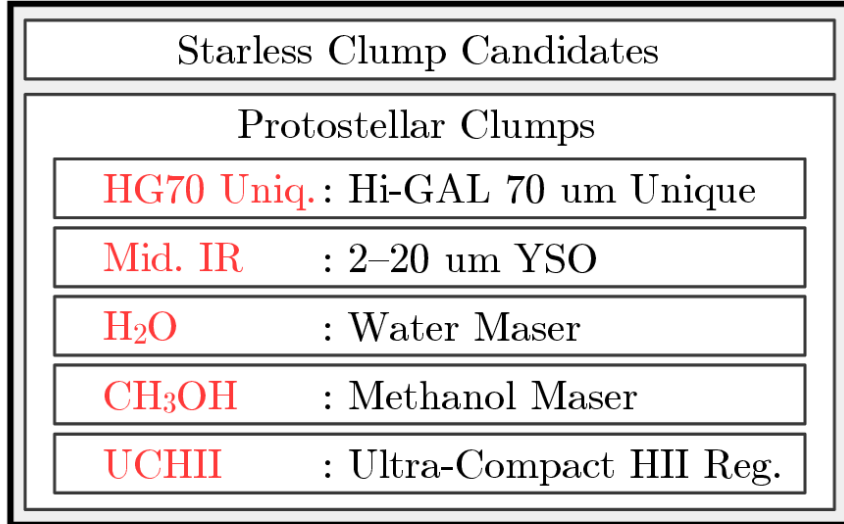 Starless Clump Candidates
Protostellar Clumps
HG70 Uniq. : Hi-GAL 70 um Unique
Mid. IR : 2–20 um YSO
H₂O : Water Maser
CH₃OH : Methanol Maser
UCHII : Ultra-Compact HII Reg.